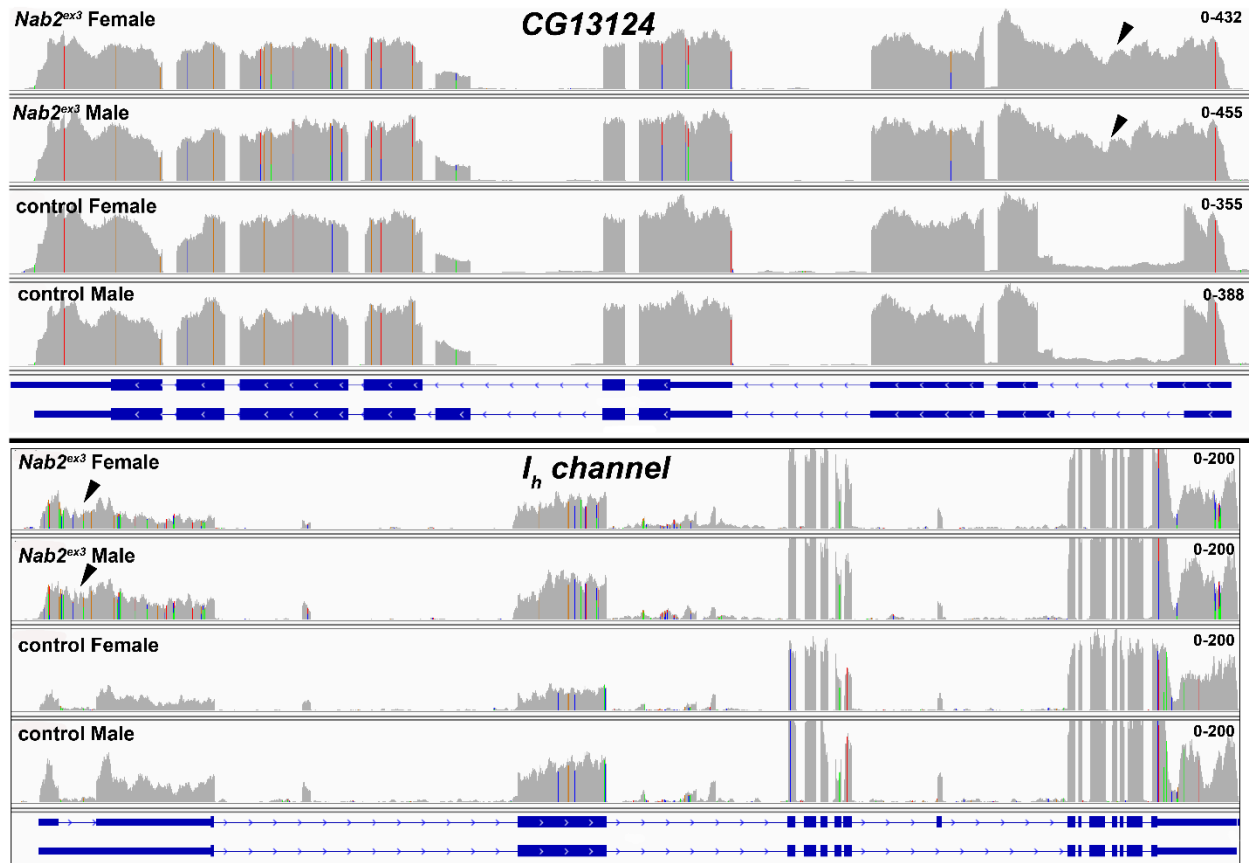 Nab2ex3 Female
CG13124
0-432
Nab2ex3 Male
0-455
control Female
0-355
control Male
0-388
Nab2ex3 Female
Ih channel
0-200
Nab2ex3 Male
0-200
control Female
0-200
control Male
0-200